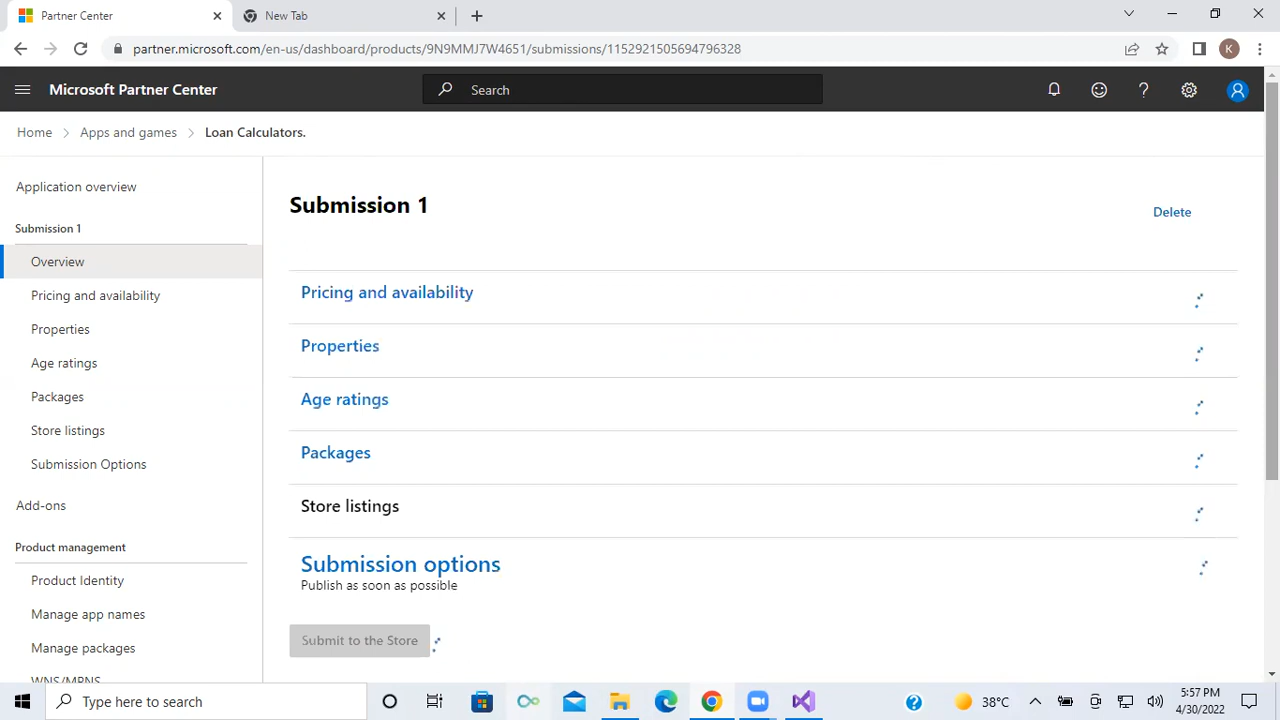 Partner Center
New Tab
partner.microsoft.com/en-us/dashboard/products/9N9MMJ7W4651/submissions/1152921505694796328
K
Microsoft Partner Center
Search
Home
Apps and games
Loan Calculators.
Application overview
Submission 1
Overview
Pricing and availability
Properties
Age ratings
Packages
Store listings
Submission Options
Add-ons
Product management
Product Identity
Manage app names
Manage packages
WNS/MPNS
Submission 1
Delete
Pricing and availability
Properties
Age ratings
Packages
Store listings
Submission options
Publish as soon as possible
Submit to the Store
Type here to search
38°C
5:57 PM
4/30/2022